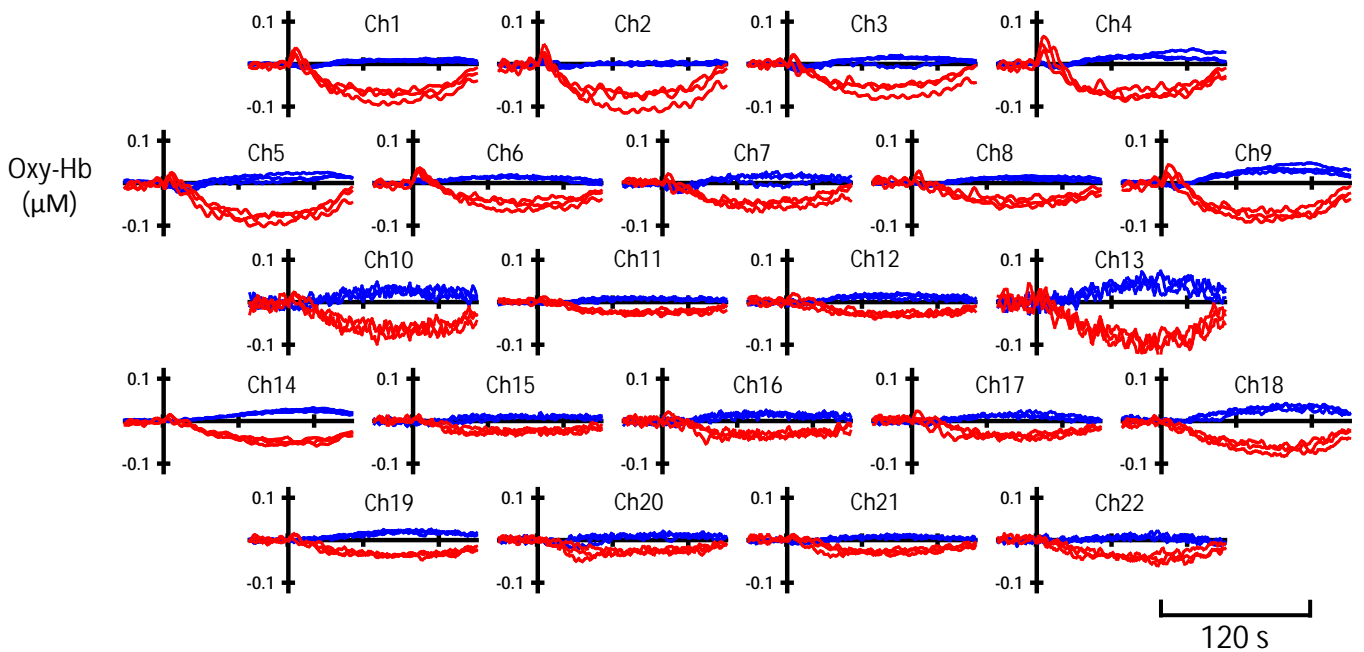 0.1 Ch1 0.1 Ch2 0.1 Ch3 0.1 Ch4
-0.1 -0.1 -0.1 -0.1
Oxy-Hb
(μM)
0.1 Ch5 0.1 Ch6 0.1 Ch7 0.1 Ch8 0.1 Ch9
-0.1 -0.1 -0.1 -0.1 -0.1
0.1 Ch10 0.1 Ch11 0.1 Ch12 0.1 Ch13
-0.1 -0.1 -0.1 -0.1
0.1 Ch14 0.1 Ch15 0.1 Ch16 0.1 Ch17 0.1 Ch18
-0.1 -0.1 -0.1 -0.1 -0.1
0.1 Ch19 0.1 Ch20 0.1 Ch21 0.1 Ch22
-0.1 -0.1 -0.1 -0.1
120 s